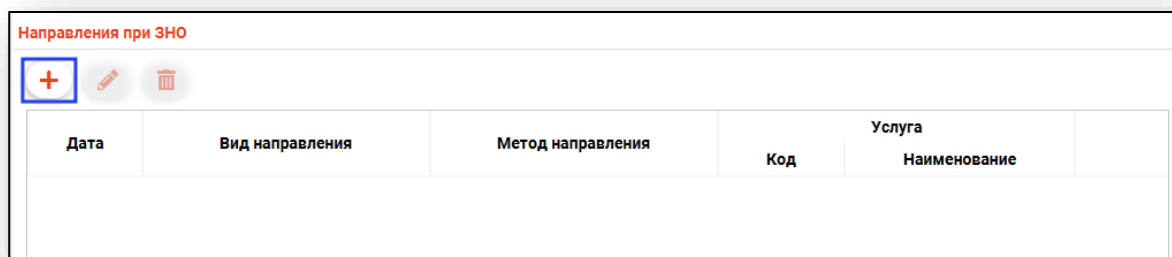 Направления при ЗНО
Дата Вид направления Метод направления Услуга
Код Наименование